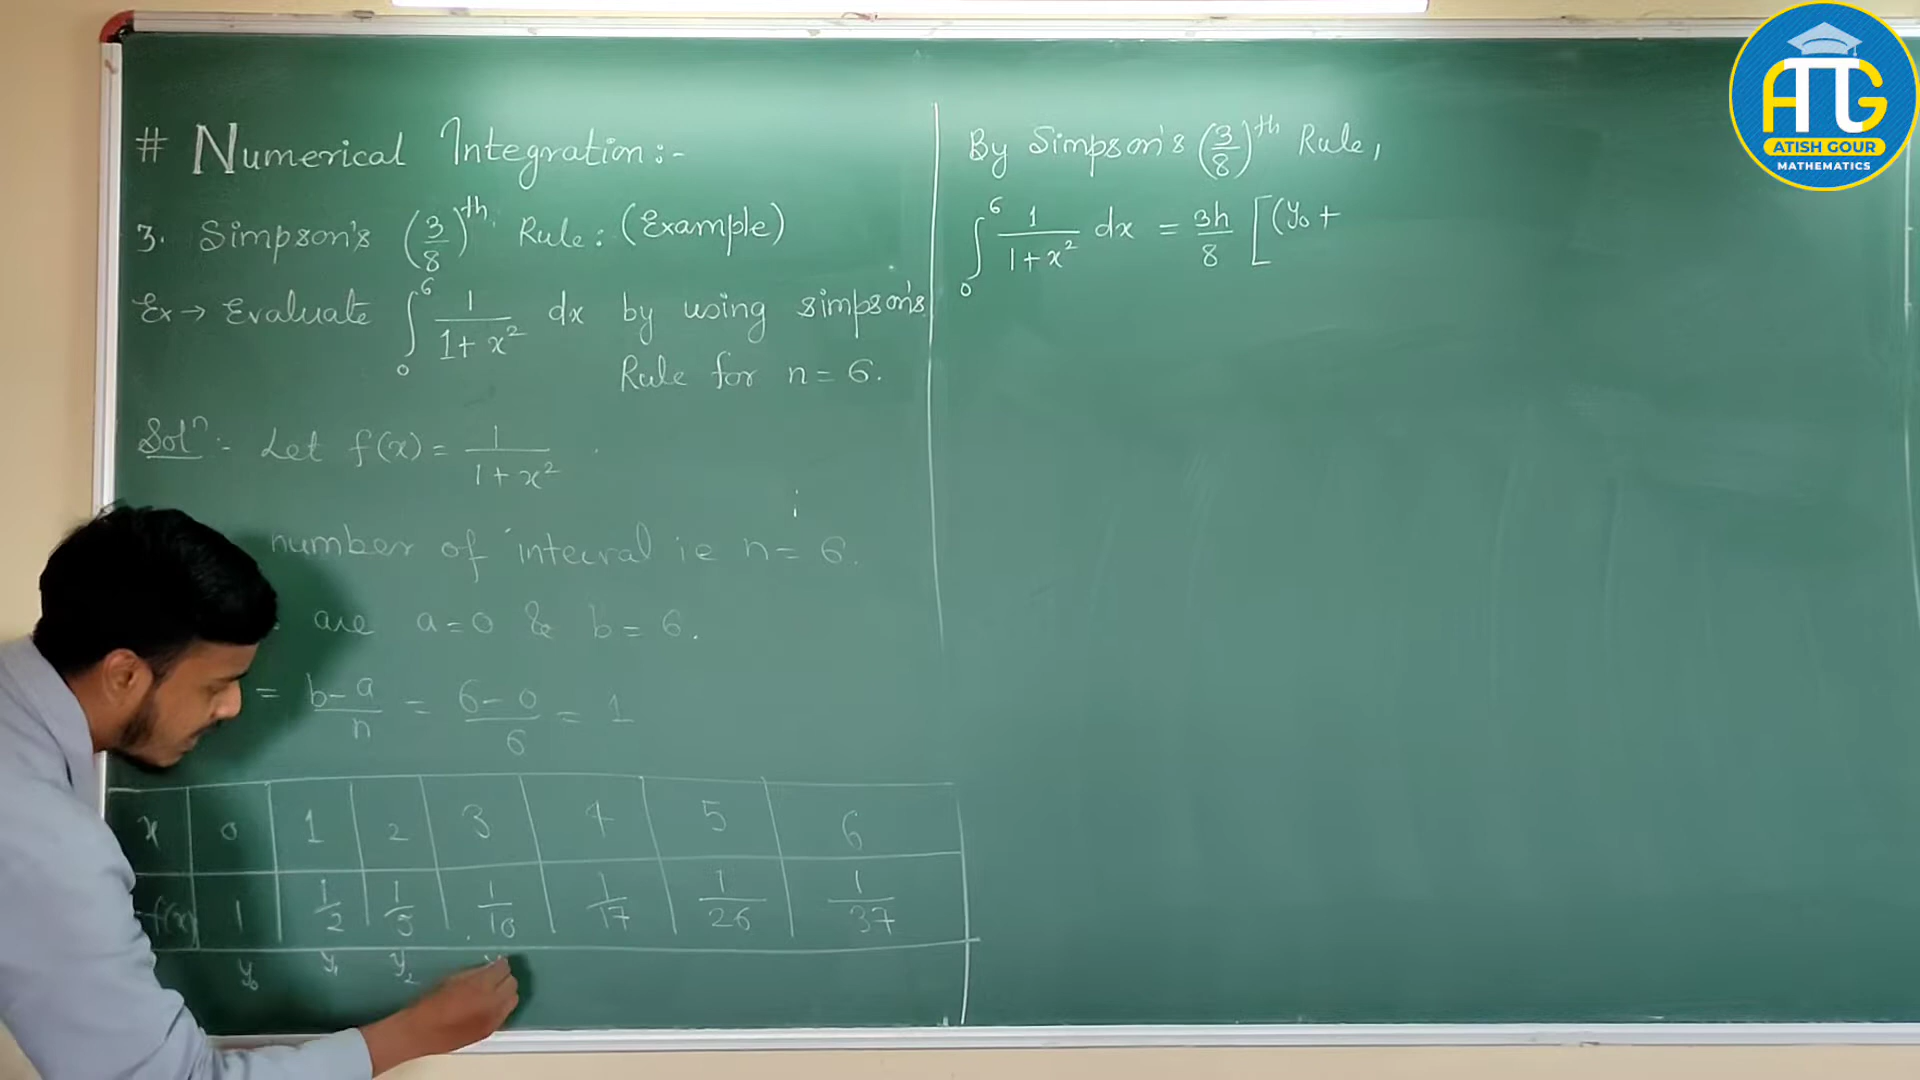 # Numerical Integration:-
3. Simpson's (3/8)^th Rule: (Example)
Ex → Evaluate ∫₀⁶ 1/(1+x²) dx by using simpson's
Rule for n = 6.
Solⁿ:- Let f(x) = 1/(1+x²)
number of interval ie n = 6.
are a=0 & b = 6.
= (b-a)/n = (6-0)/6 = 1
x 0 1 2 3 4 5 6
f(x) 1 1/2 1/5 1/10 1/17 1/26 1/37
y₀ y₁ y₂
By Simpson's (3/8)^th Rule,
∫₀⁶ 1/(1+x²) dx = 3h/8 [(y₀ +
ATG
ATISH GOUR
MATHEMATICS